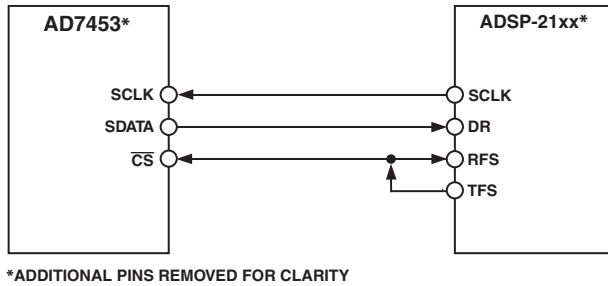 AD7453*
ADSP-21xx*
SCLK
SCLK
SDATA
DR
CS
RFS
TFS
*ADDITIONAL PINS REMOVED FOR CLARITY